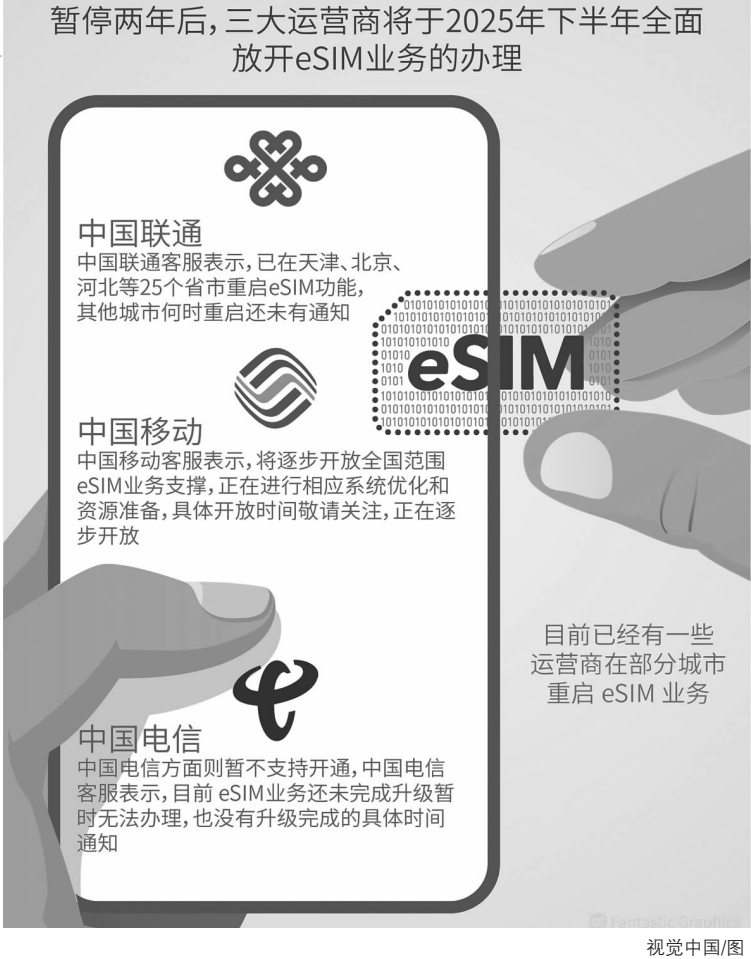 暂停两年后，三大运营商将于2025年下半年全面
放开eSIM业务的办理
中国联通
中国联通客服表示，已在天津、北京、
河北等25个省市重启eSIM功能，
其他城市何时重启还未有通知
eSIM
中国移动
中国移动客服表示，将逐步开放全国范围
eSIM业务支撑，正在进行相应系统优化和
资源准备，具体开放时间敬请关注，正在逐
步开放
目前已经有一些
运营商在部分城市
重启 eSIM 业务
中国电信
中国电信方面则暂不支持开通，中国电信
客服表示，目前 eSIM业务还未完成升级暂
时无法办理，也没有升级完成的具体时间
通知
Fantastic Graphics
视觉中国/图